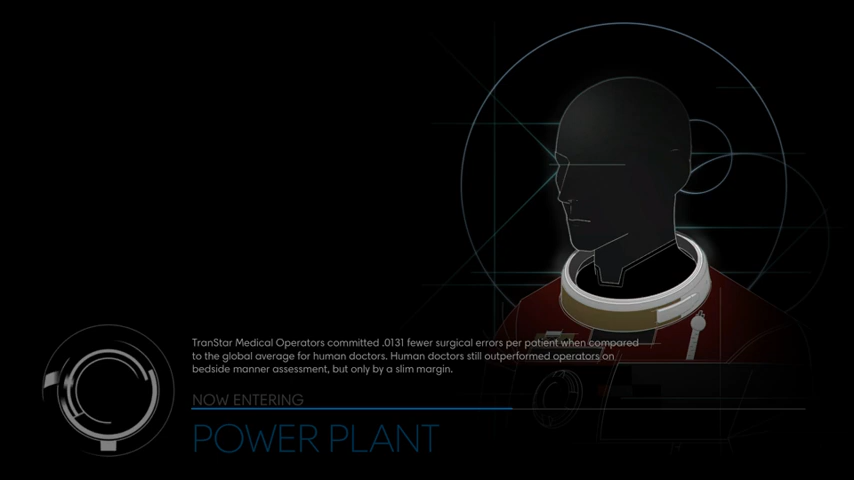 TranStar Medical Operators committed .0131 fewer surgical errors per patient when compared
to the global average for human doctors. Human doctors still outperformed operators on
bedside manner assessment, but only by a slim margin.
NOW ENTERING
POWER PLANT